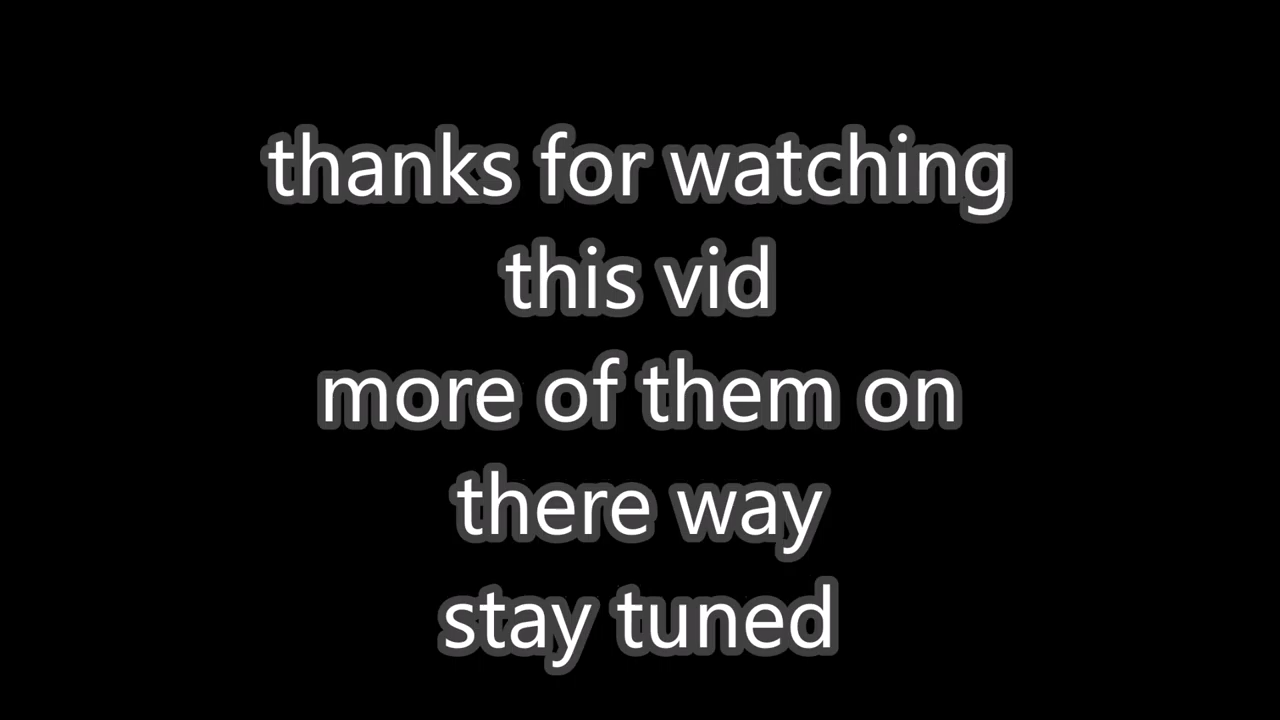 thanks for watching
this vid
more of them on
there way
stay tuned